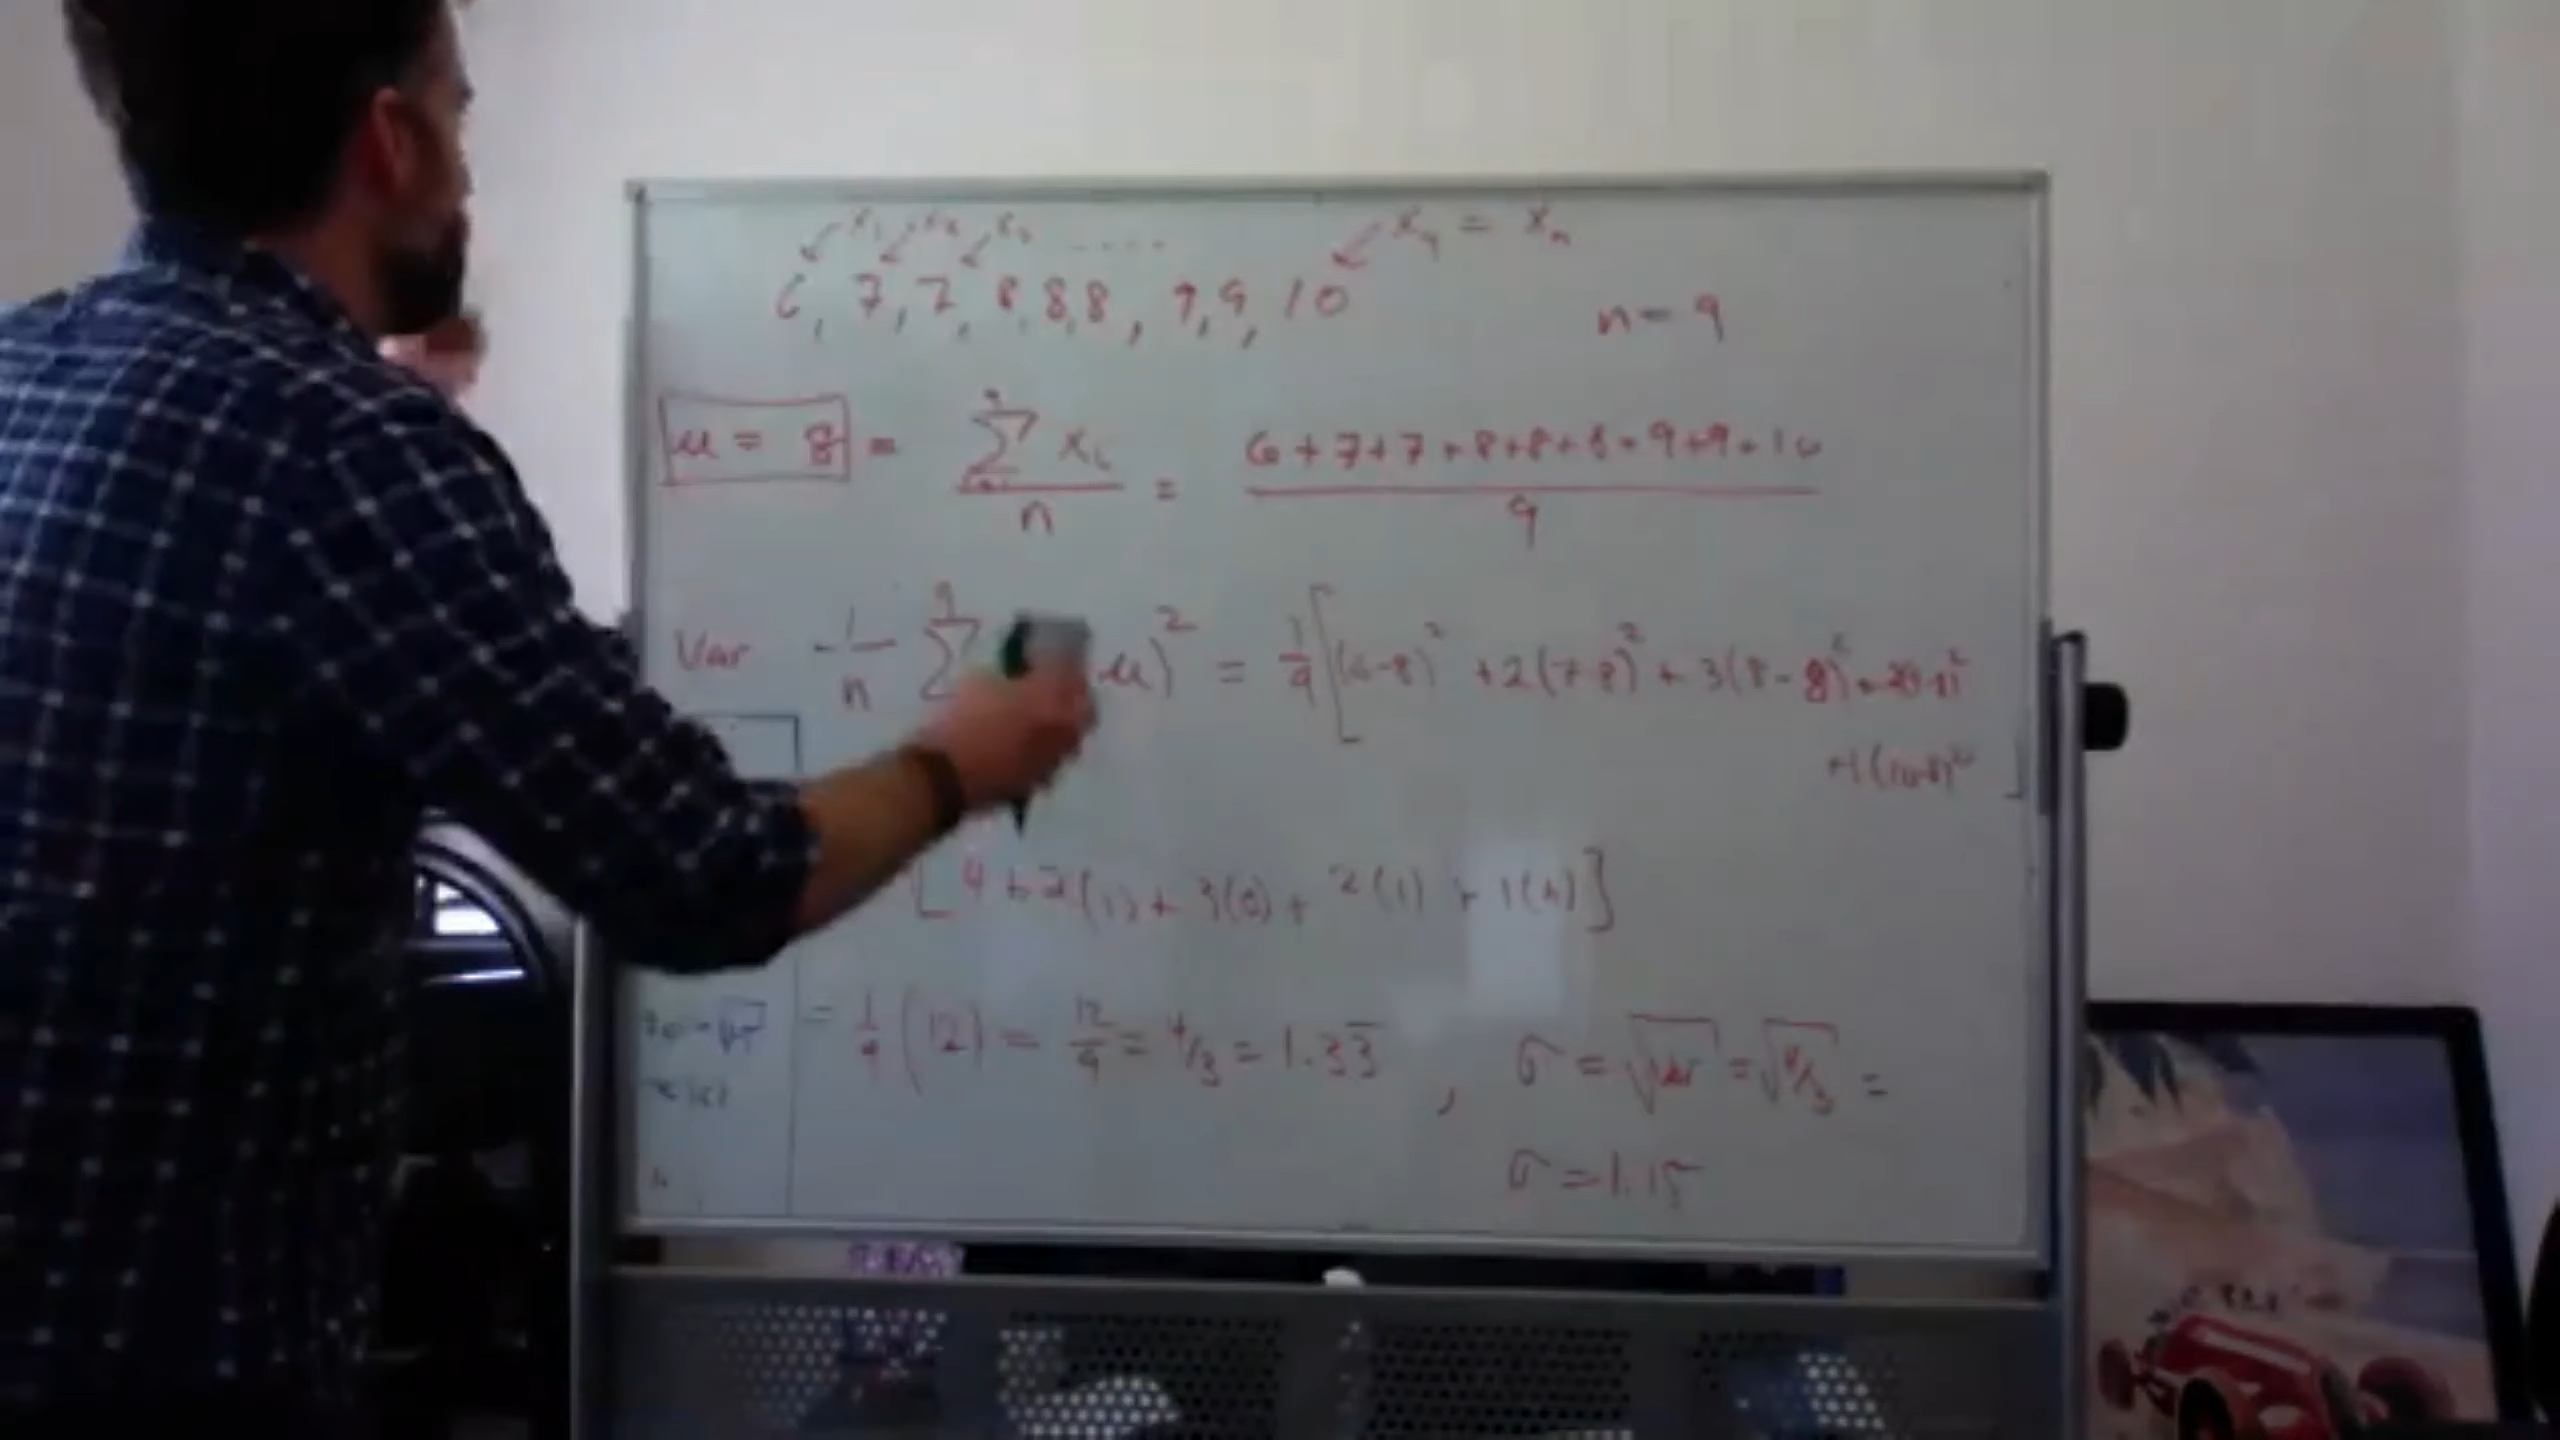 x₁ x₂ x₃ ---- x₉ = xₙ
6, 7, 7, 8, 8, 8, 9, 9, 10
n = 9
μ = 8 = Σ xᵢ / n = (6+7+7+8+8+8+9+9+10) / 9
Var = 1/n Σ⁹ μ)² = 1/9 [(6-8)² + 2(7-8)² + 3(8-8)² + 2(9-8)²
+1(10-8)² ]
[4+2(1)+3(0)+2(1)+1(4)]
= 1/9 (12) = 12/9 = 4/3 = 1.33̅ , σ = √Var = √4/3 =
σ = 1.15